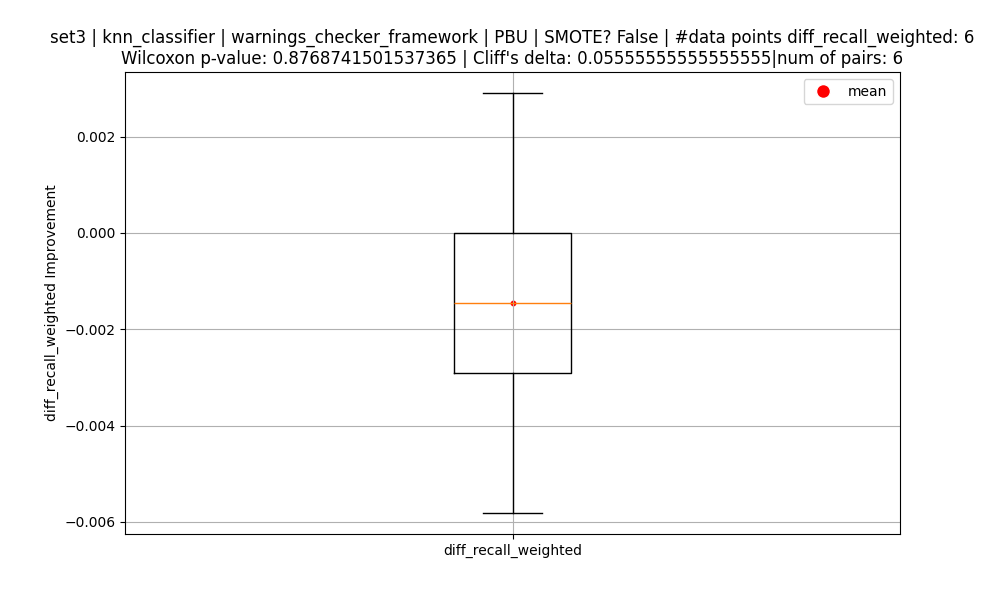 set3 | knn_classifier | warnings_checker_framework | PBU | SMOTE? False | #data points diff_recall_weighted: 6
Wilcoxon p-value: 0.8768741501537365 | Cliff's delta: 0.05555555555555555|num of pairs: 6
mean
0.002
0.000
−0.002
−0.004
−0.006
diff_recall_weighted Improvement
diff_recall_weighted